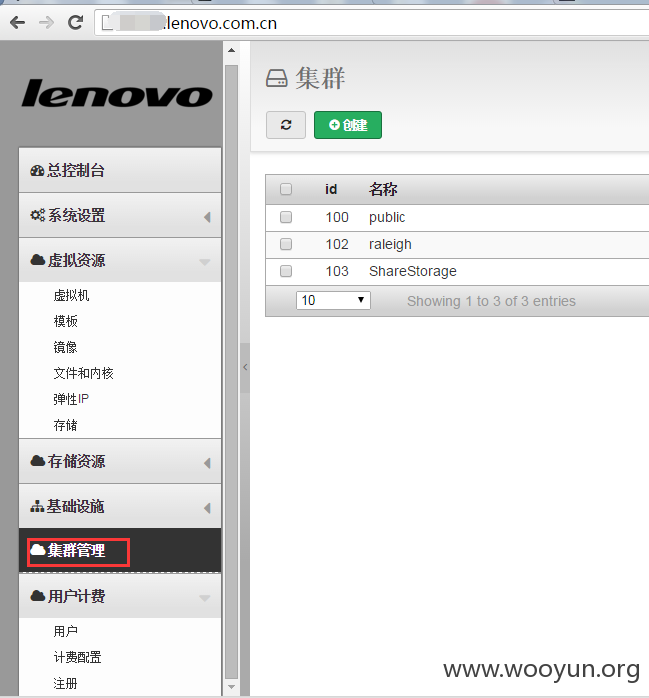 .lenovo.com.cn
lenovo
总控制台
系统设置
虚拟资源
虚拟机
模板
镜像
文件和内核
弹性IP
存储
存储资源
基础设施
集群管理
用户计费
用户
计费配置
注册
集群
创建
id 名称
100 public
102 raleigh
103 ShareStorage
10 Showing 1 to 3 of 3 entries
www.wooyun.org